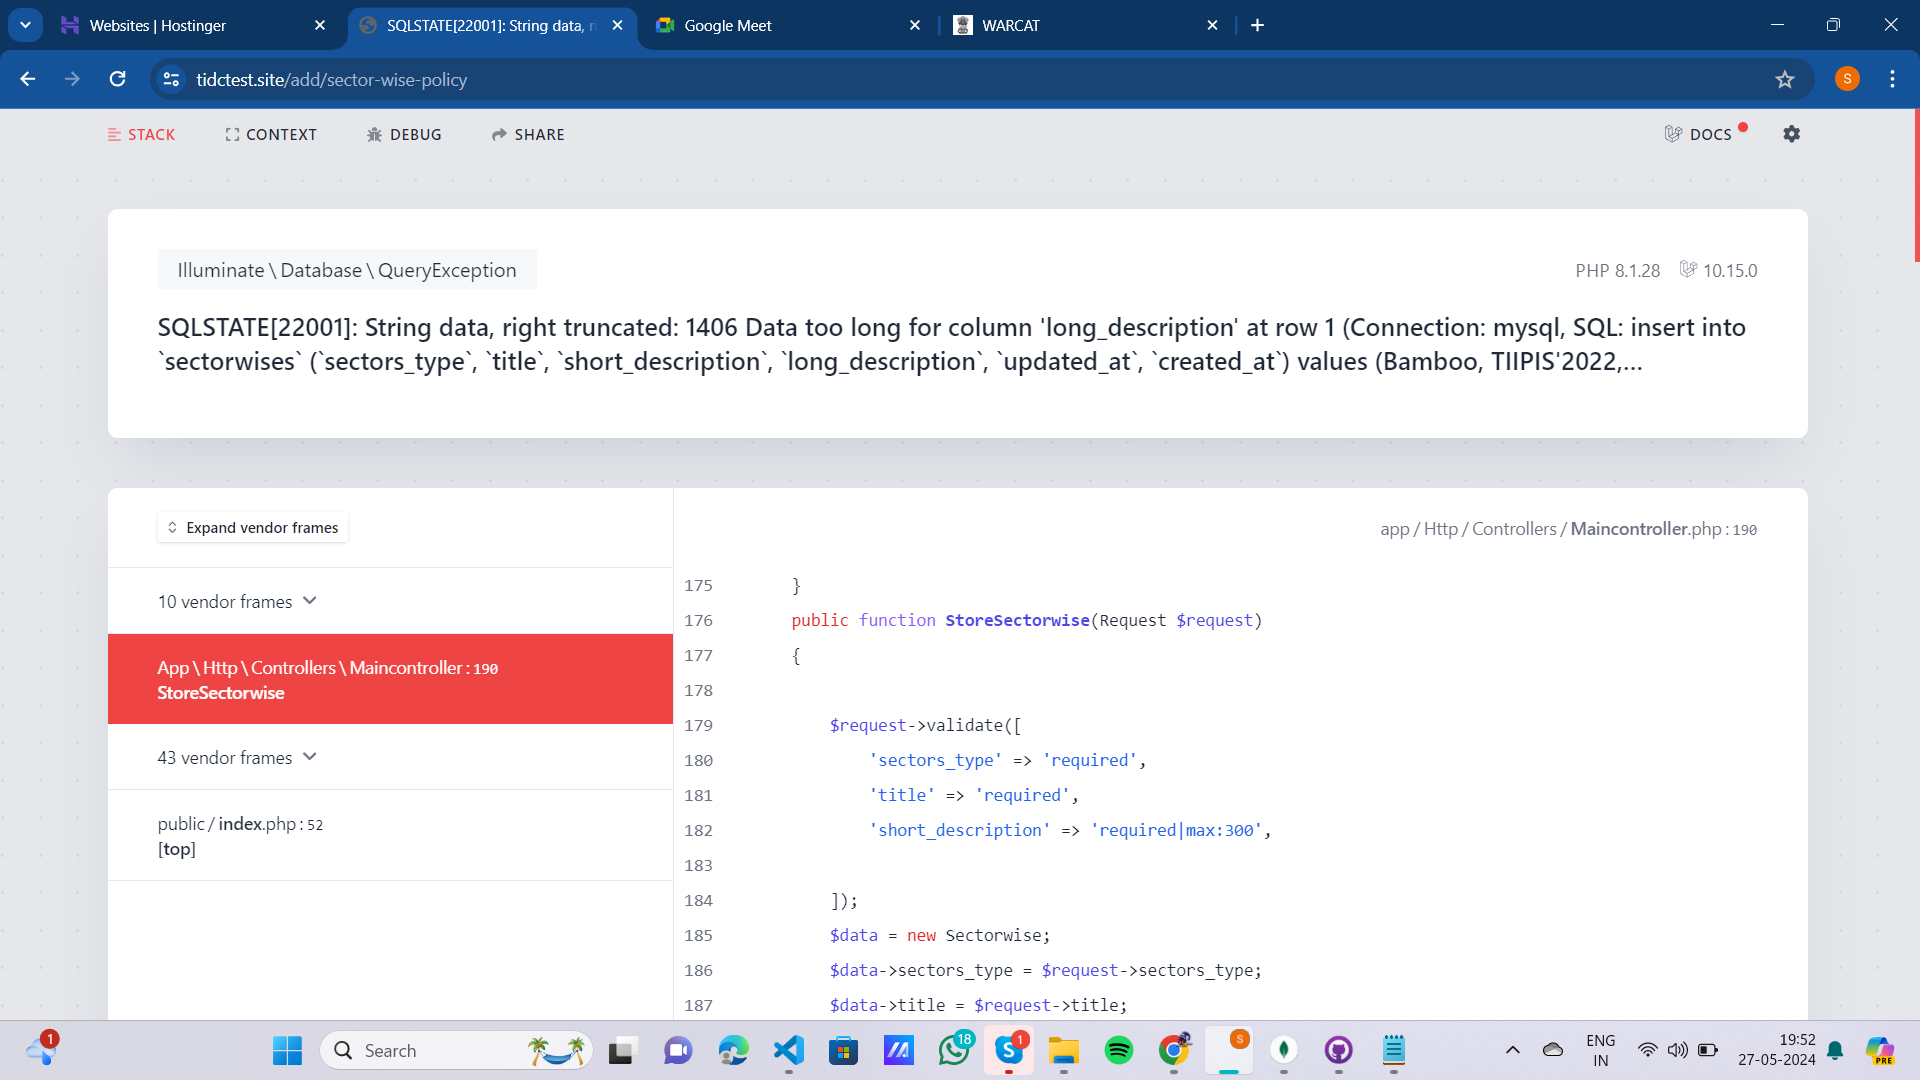 Websites | Hostinger
SQLSTATE[22001]: String data, r
Google Meet
WARCAT
tidctest.site/add/sector-wise-policy
S
STACK
CONTEXT
DEBUG
SHARE
DOCS
Illuminate \ Database \ QueryException
PHP 8.1.28
10.15.0
SQLSTATE[22001]: String data, right truncated: 1406 Data too long for column 'long_description' at row 1 (Connection: mysql, SQL: insert into
`sectorwises` (`sectors_type`, `title`, `short_description`, `long_description`, `updated_at`, `created_at`) values (Bamboo, TIIPIS'2022,...
Expand vendor frames
10 vendor frames
App \ Http \ Controllers \ Maincontroller : 190
StoreSectorwise
43 vendor frames
public / index.php : 52
[top]
app / Http / Controllers / Maincontroller.php : 190
175 }
176 public function StoreSectorwise(Request $request)
177 {
178
179 $request->validate([
180 'sectors_type' => 'required',
181 'title' => 'required',
182 'short_description' => 'required|max:300',
183
184 ]);
185 $data = new Sectorwise;
186 $data->sectors_type = $request->sectors_type;
187 $data->title = $request->title;
1
Search
18
1
S
ENG
IN
19:52
27-05-2024
PRE